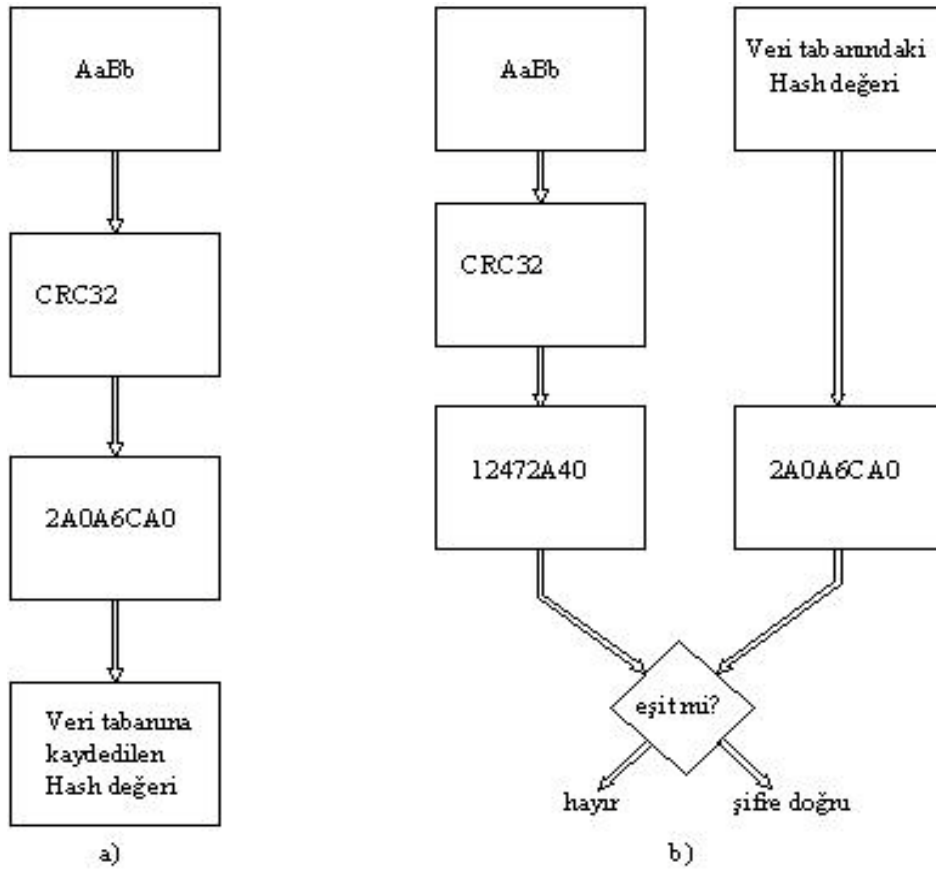 AaBb
CRC32
2A0A6CA0
Veri tabanına
kaydedilen
Hash değeri
a)
AaBb
CRC32
12472A40
Veri tabanındaki
Hash değeri
2A0A6CA0
eşit mi?
hayır
şifre doğru
b)